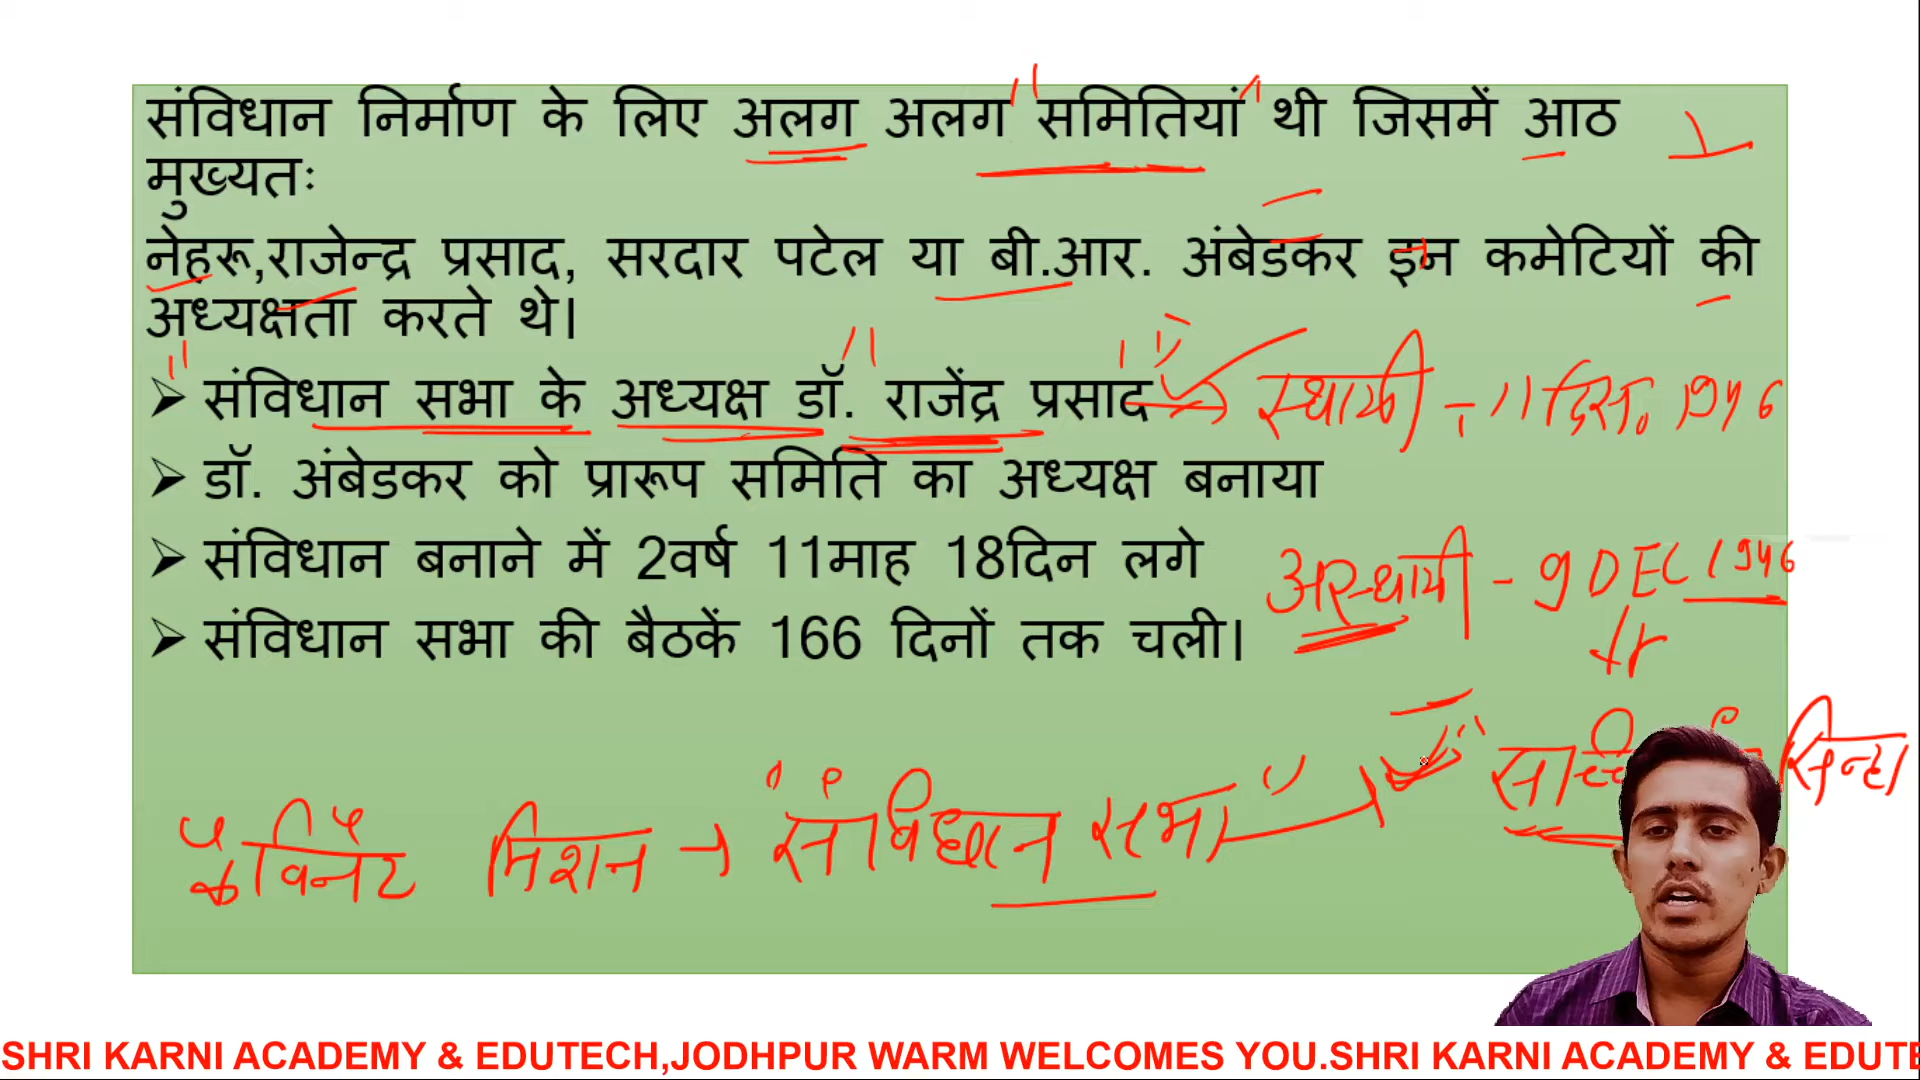 संविधान निर्माण के लिए अलग अलग समितियां थी जिसमें आठ
मुख्यतः
नेहरू,राजेन्द्र प्रसाद, सरदार पटेल या बी.आर. अंबेडकर इन कमेटियों की
अध्यक्षता करते थे।
➢ संविधान सभा के अध्यक्ष डॉ. राजेंद्र प्रसाद
स्थायी - 11 दिस. 1946
➢ डॉ. अंबेडकर को प्रारूप समिति का अध्यक्ष बनाया
➢ संविधान बनाने में 2वर्ष 11माह 18दिन लगे
अस्थायी - 9 DEC 1946
➢ संविधान सभा की बैठकें 166 दिनों तक चली।
सिन्हा
कैबिनेट मिशन → संविधान सभा
SHRI KARNI ACADEMY & EDUTECH,JODHPUR WARM WELCOMES YOU.SHRI KARNI ACADEMY & EDUTE